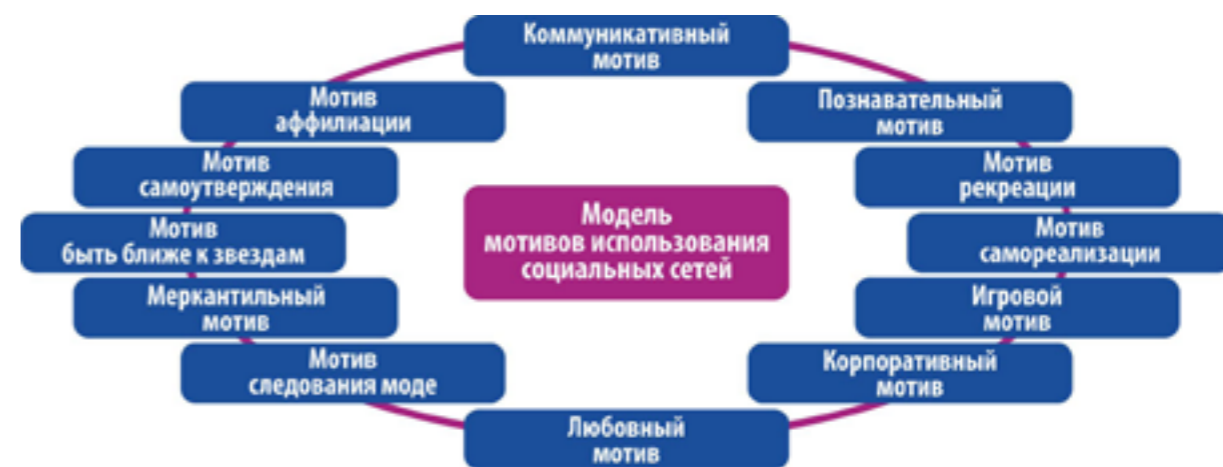 Коммуникативный
мотив
Мотив
аффилиации
Познавательный
мотив
Мотив
самоутверждения
Мотив
рекреации
Модель
мотивов использования
социальных сетей
Мотив
быть ближе к звездам
Мотив
самореализации
Меркантильный
мотив
Игровой
мотив
Мотив
следования моде
Корпоративный
мотив
Любовный
мотив